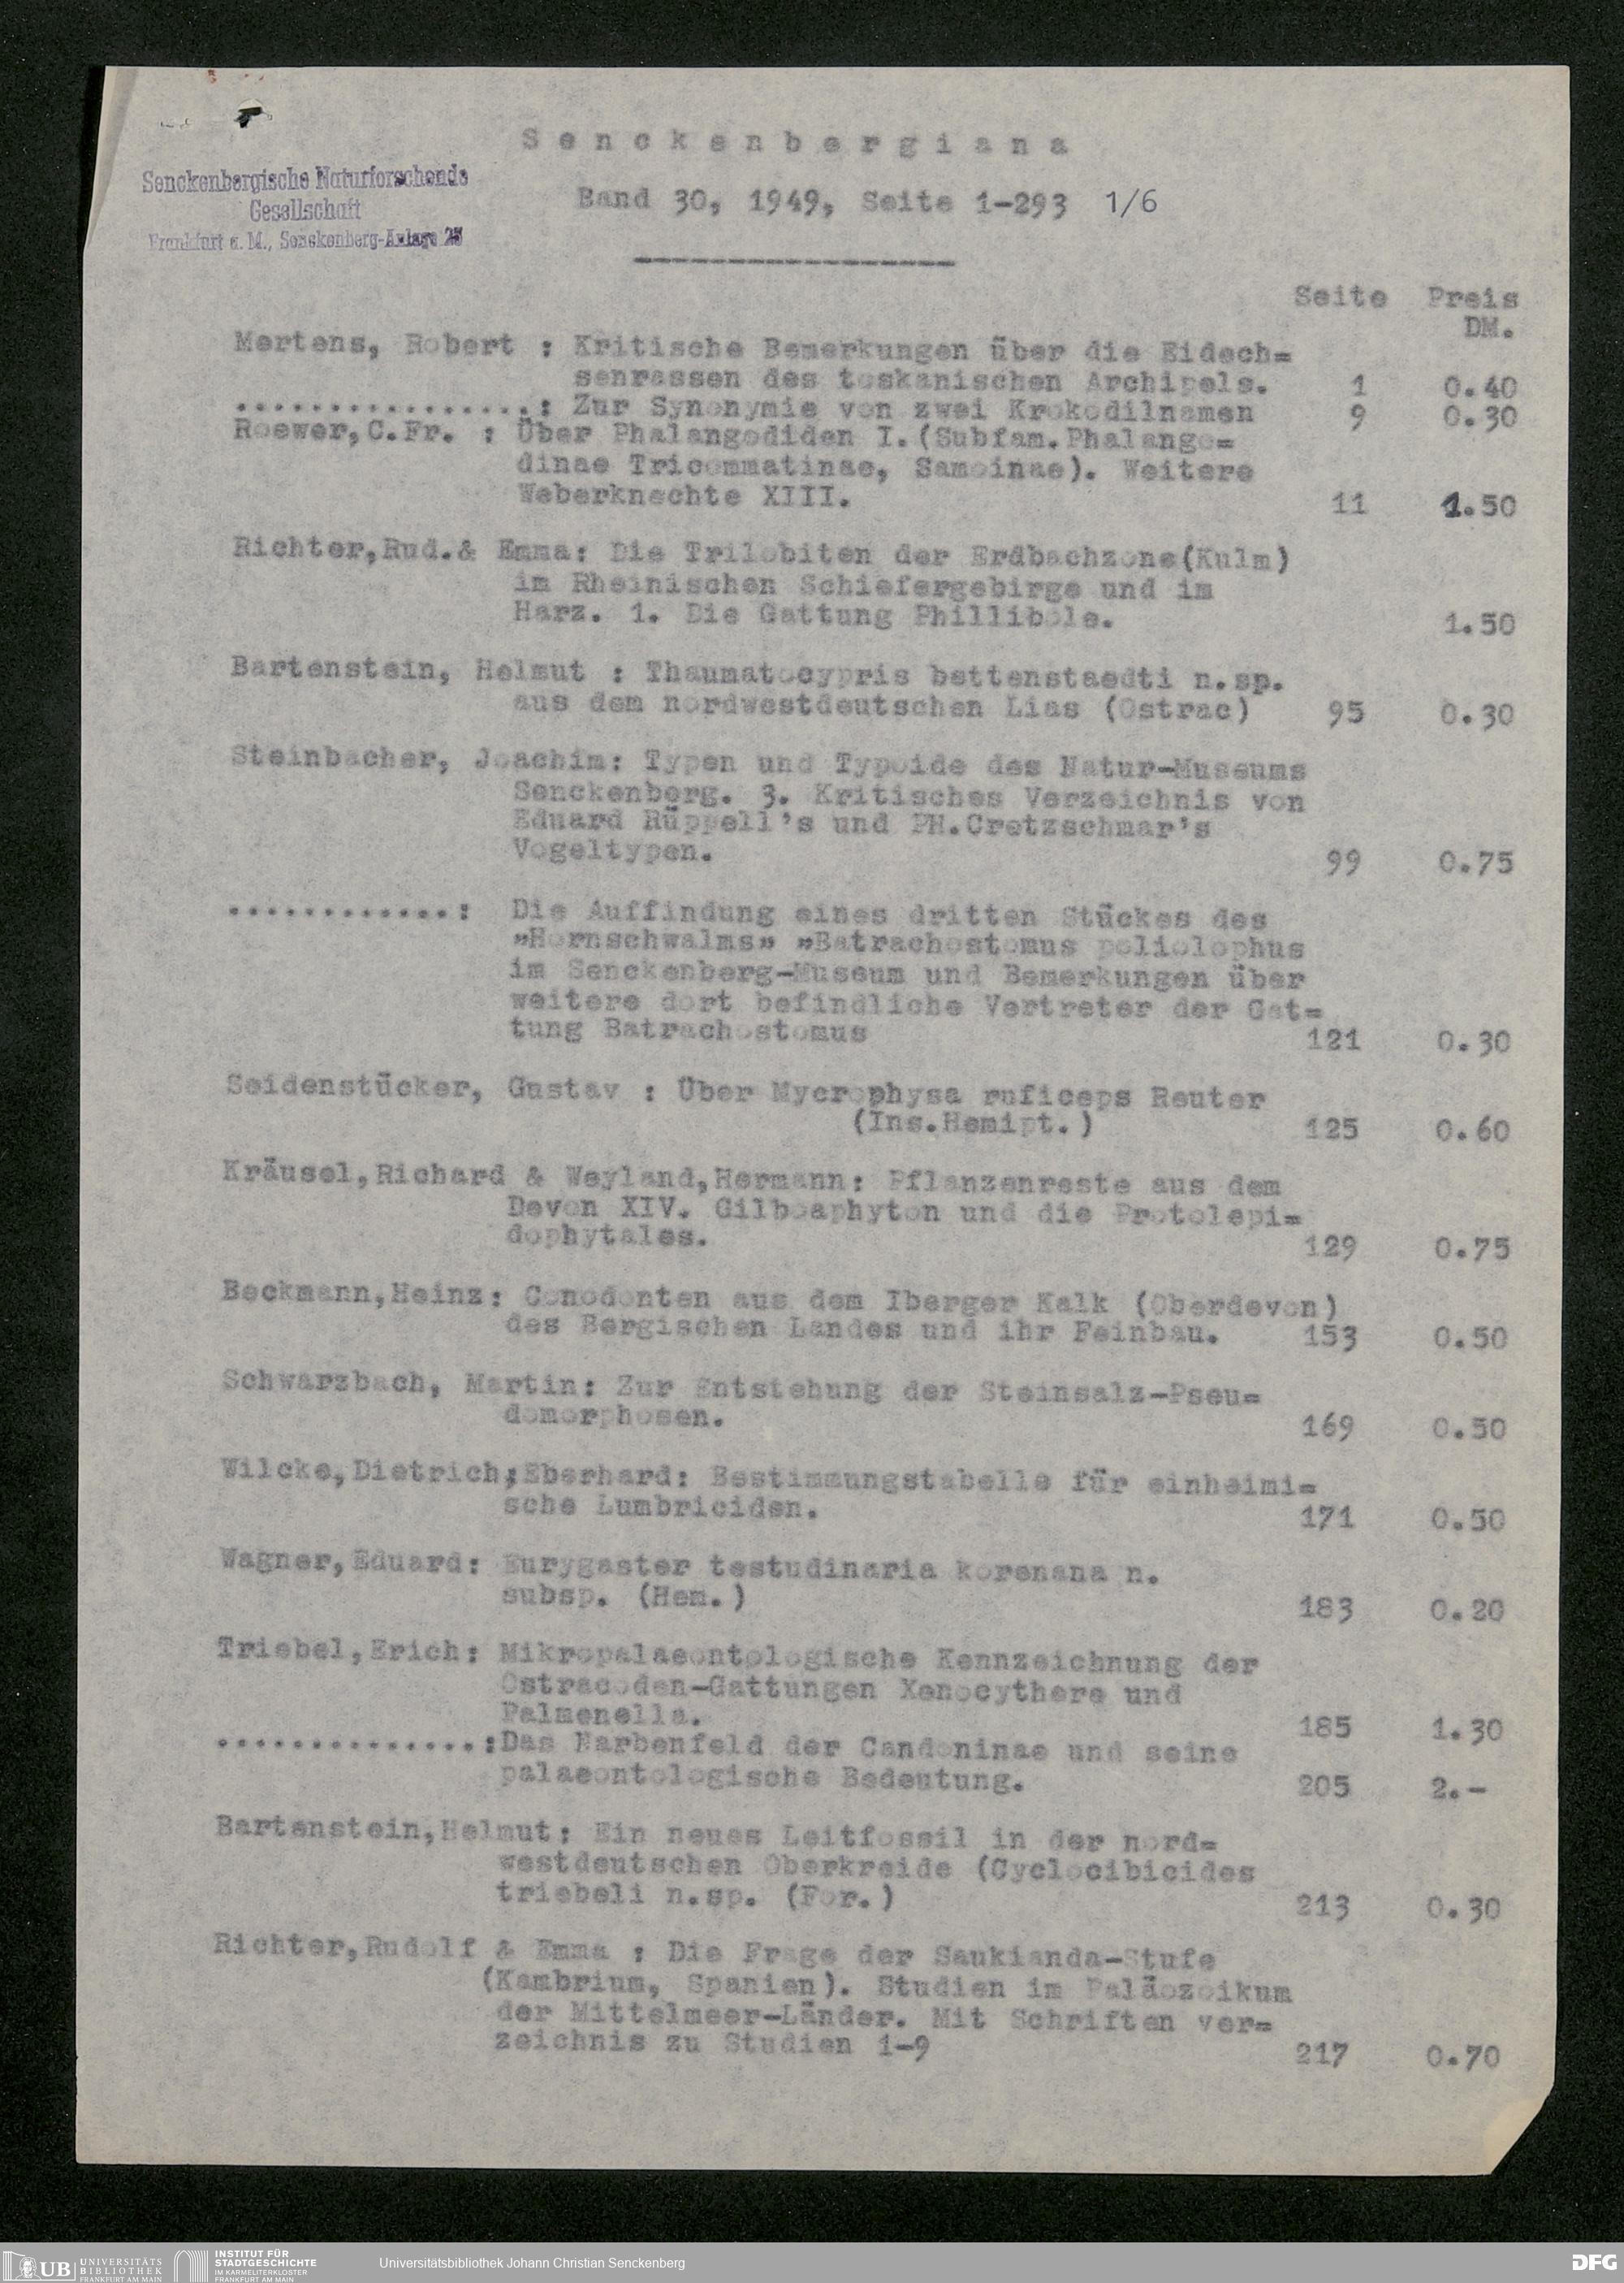 Senckenbergiana
Senckenbergische Naturforschende
Gesellschaft
Frankfurt a. M., Senckenberg-Anlage 25
Band 30, 1949, Seite 1-293 1/6
Seite Preis
DM.
Mertens, Robert : Kritische Bemerkungen über die Eidech=
senrassen des toskanischen Archipels. 1 0.40
................: Zur Synonymie von zwei Krokodilnamen 9 0.30
Roewer,C.Fr. : Über Phalangodiden I.(Subfam.Phalango=
dinae Tricommatinae, Samoinae). Weitere
Weberknechte XIII. 11 1.50
Richter,Rud.& Emma: Die Trilobiten der Erdbachzone(Kulm)
im Rheinischen Schiefergebirge und im
Harz. 1. Die Gattung Phillibole. 1.50
Bartenstein, Helmut : Thaumatocypris bettenstaedti n.sp.
aus dem nordwestdeutschen Lias (Ostrac) 95 0.30
Steinbacher, Joachim: Typen und Typoide des Natur-Museums
Senckenberg. 3. Kritisches Verzeichnis von
Eduard Rüppell's und PH.Cretzschmar's
Vogeltypen. 99 0.75
............: Die Auffindung eines dritten Stückes des
"Hornschwalms" "Batrachostomus poliolophus
im Senckenberg-Museum und Bemerkungen über
weitere dort befindliche Vertreter der Gat=
tung Batrachostomus 121 0.30
Seidenstücker, Gustav : Über Mycrophysa ruficeps Reuter
(Ins.Hemipt.) 125 0.60
Kräusel,Richard & Weyland,Hermann: Pflanzenreste aus dem
Devon XIV. Gilboaphyton und die Protolepi=
dophytales. 129 0.75
Beckmann,Heinz: Conodonten aus dem Iberger Kalk (Oberdevon)
des Bergischen Landes und ihr Feinbau. 153 0.50
Schwarzbach, Martin: Zur Entstehung der Steinsalz-Pseu=
domorphosen. 169 0.50
Wilcke,Dietrich;Eberhard: Bestimmungstabelle für einheimi=
sche Lumbriciden. 171 0.50
Wagner,Eduard: Eurygaster testudinaria koreana n.
subsp. (Hem.) 183 0.20
Triebel,Erich: Mikropalaeontologische Kennzeichnung der
Ostracoden-Gattungen Xenocythere und
Palmenella. 185 1.30
..............:Das Narbenfeld der Candoninae und seine
palaeontologische Bedeutung. 205 2.-
Bartenstein,Helmut: Ein neues Leitfossil in der nord=
westdeutschen Oberkreide (Cyclocibicides
triebeli n.sp. (For.) 213 0.30
Richter,Rudolf & Emma : Die Frage der Saukianda-Stufe
(Kambrium, Spanien). Studien im Paläozoikum
der Mittelmeer-Länder. Mit Schriften ver=
zeichnis zu Studien 1-9 217 0.70
UB UNIVERSITÄTS
BIBLIOTHEK
FRANKFURT AM MAIN
INSTITUT FÜR
STADTGESCHICHTE
IM KARMELITERKLOSTER
FRANKFURT AM MAIN
Universitätsbibliothek Johann Christian Senckenberg
DFG